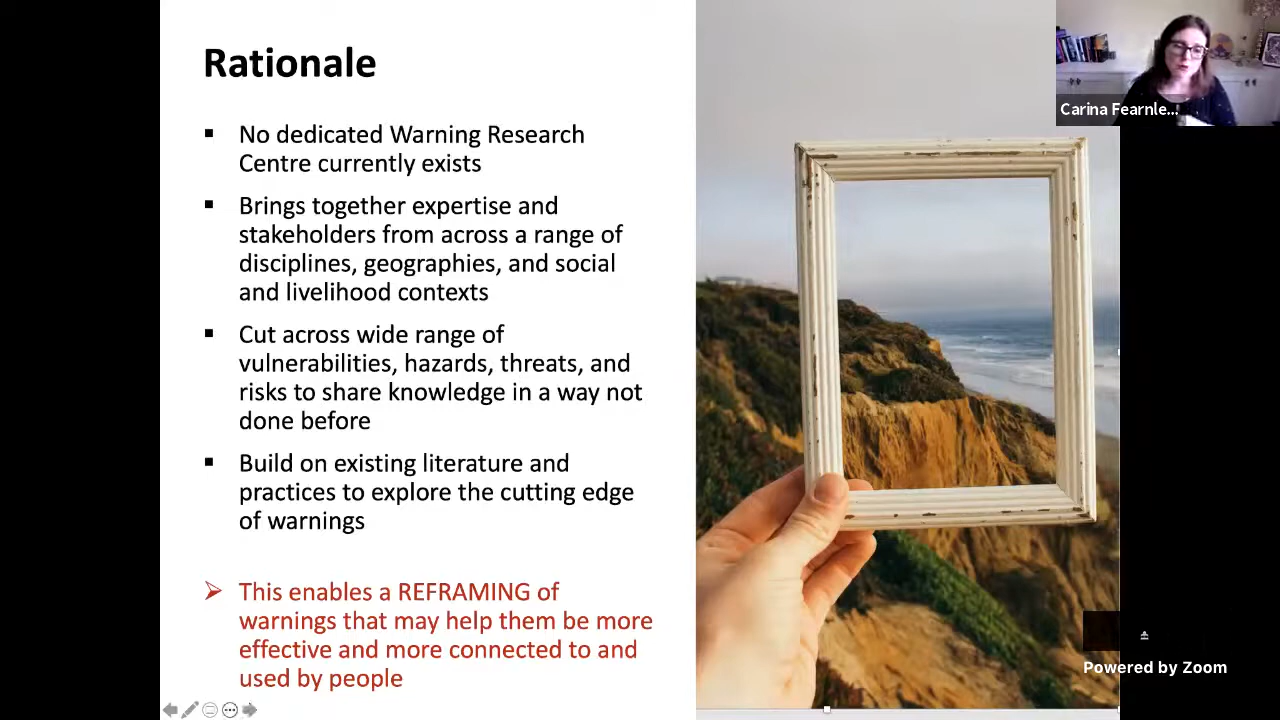 Rationale
No dedicated Warning Research
Centre currently exists
Brings together expertise and
stakeholders from across a range of
disciplines, geographies, and social
and livelihood contexts
Cut across wide range of
vulnerabilities, hazards, threats, and
risks to share knowledge in a way not
done before
Build on existing literature and
practices to explore the cutting edge
of warnings
This enables a REFRAMING of
warnings that may help them be more
effective and more connected to and
used by people
Carina Fearnle...
Powered by Zoom